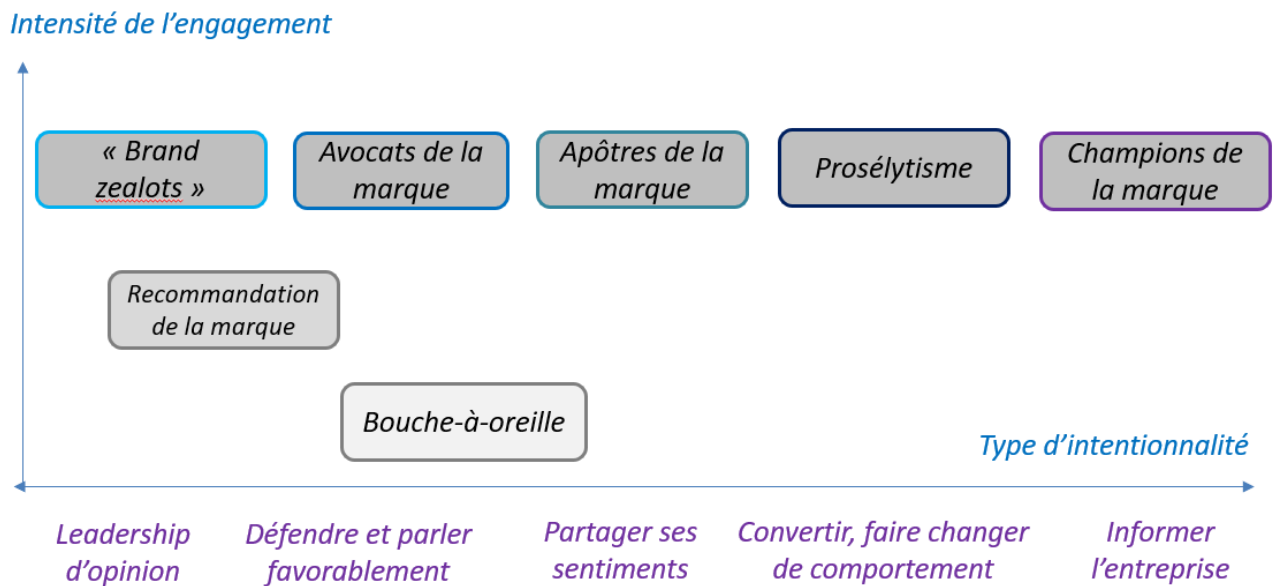 Intensité de l’engagement
« Brand
zealots »
Avocats de la
marque
Apôtres de la
marque
Prosélytisme
Champions de
la marque
Recommandation
de la marque
Bouche-à-oreille
Type d’intentionnalité
Leadership
d’opinion
Défendre et parler
favorablement
Partager ses
sentiments
Convertir, faire changer
de comportement
Informer
l’entreprise